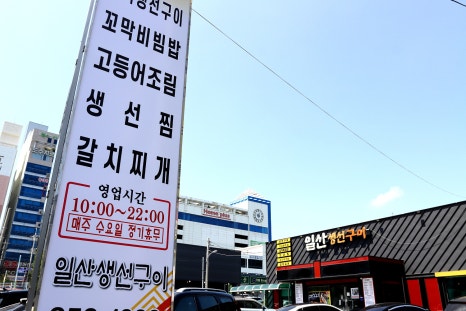 생선구이
꼬막비빔밥
고등어조림
생선찜
갈치찌개
영업시간
10:00~22:00
매주 수요일 정기휴무
일산생선구이
일산생선구이